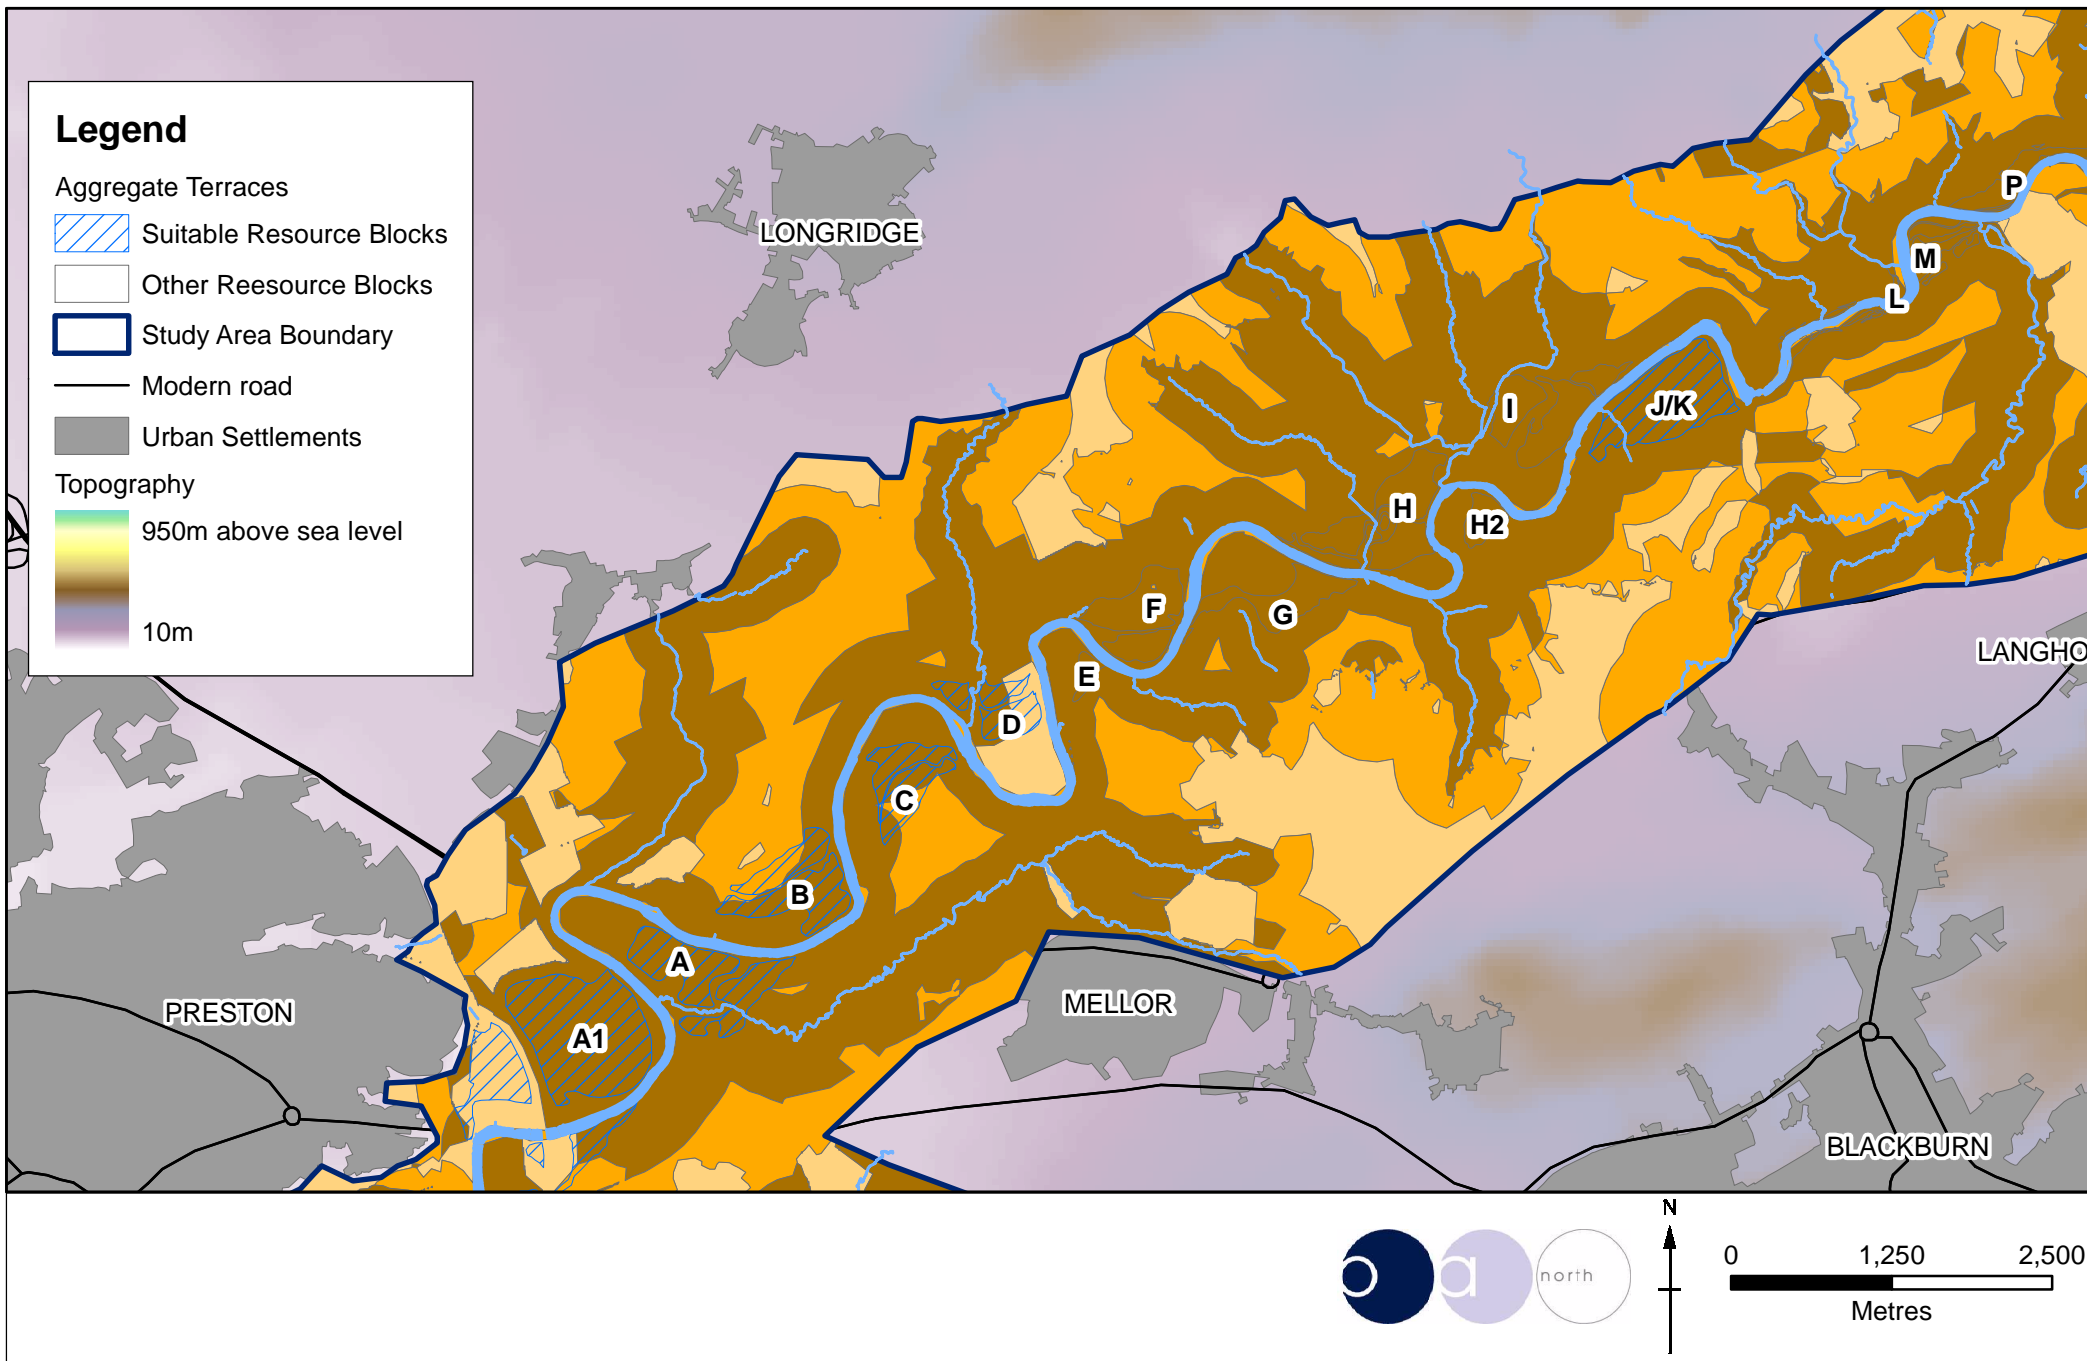 Legend
Aggregate Terraces
Suitable Resource Blocks
Other Reesource Blocks
Study Area Boundary
Modern road
Urban Settlements
Topography
950m above sea level
10m
LONGRIDGE
P
M
L
J/K
I
H
H2
F
G
E
D
C
B
A
A1
LANGHO
PRESTON
MELLOR
BLACKBURN
oa north
N
0 1,250 2,500
Metres